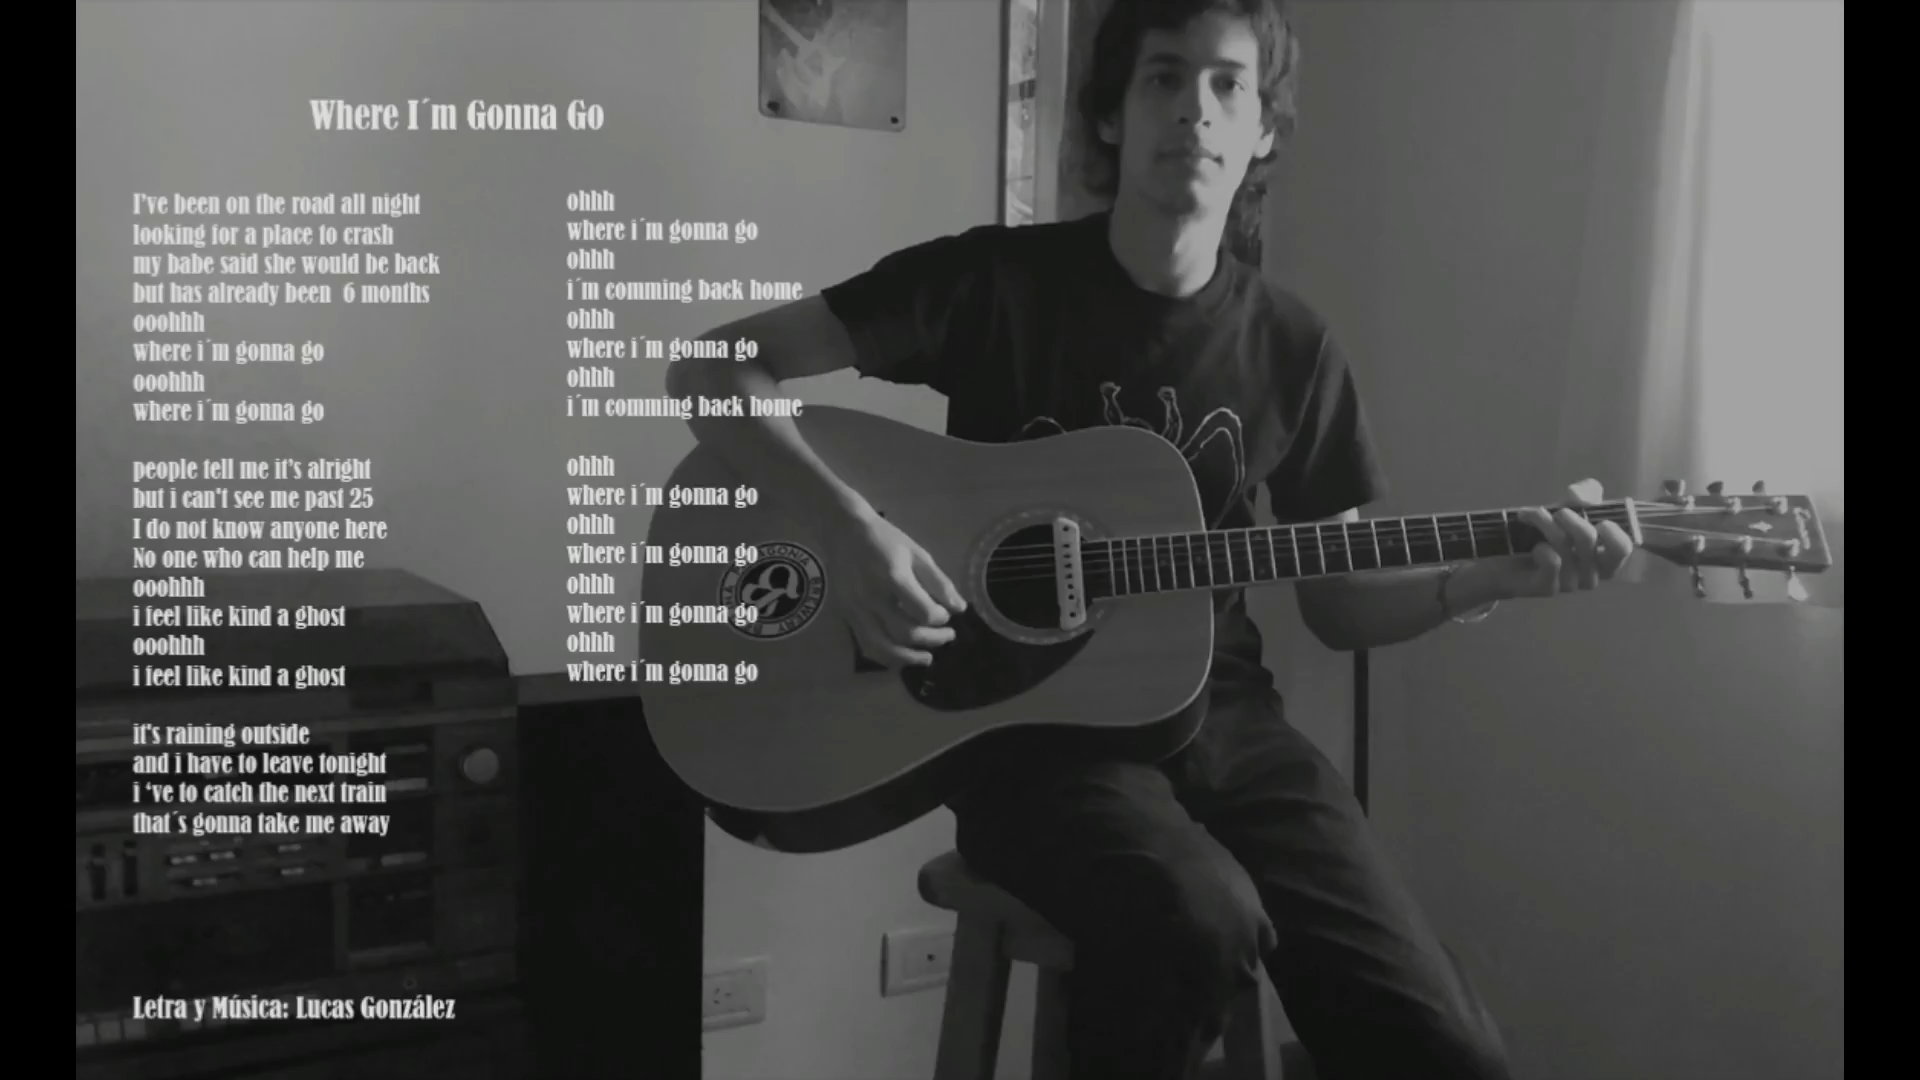 Where I´m Gonna Go
I've been on the road all night
looking for a place to crash
my babe said she would be back
but has already been  6 months
ooohhh
where i´m gonna go
ooohhh
where i´m gonna go
people tell me it’s alright
but i can't see me past 25
I do not know anyone here
No one who can help me
ooohhh
i feel like kind a ghost
ooohhh
i feel like kind a ghost
it's raining outside
and i have to leave tonight
i ‘ve to catch the next train
that´s gonna take me away
ohhh
where i´m gonna go
ohhh
i´m comming back home
ohhh
where i´m gonna go
ohhh
i´m comming back home
ohhh
where i´m gonna go
ohhh
where i´m gonna go
ohhh
where i´m gonna go
ohhh
where i´m gonna go
Letra y Música: Lucas González